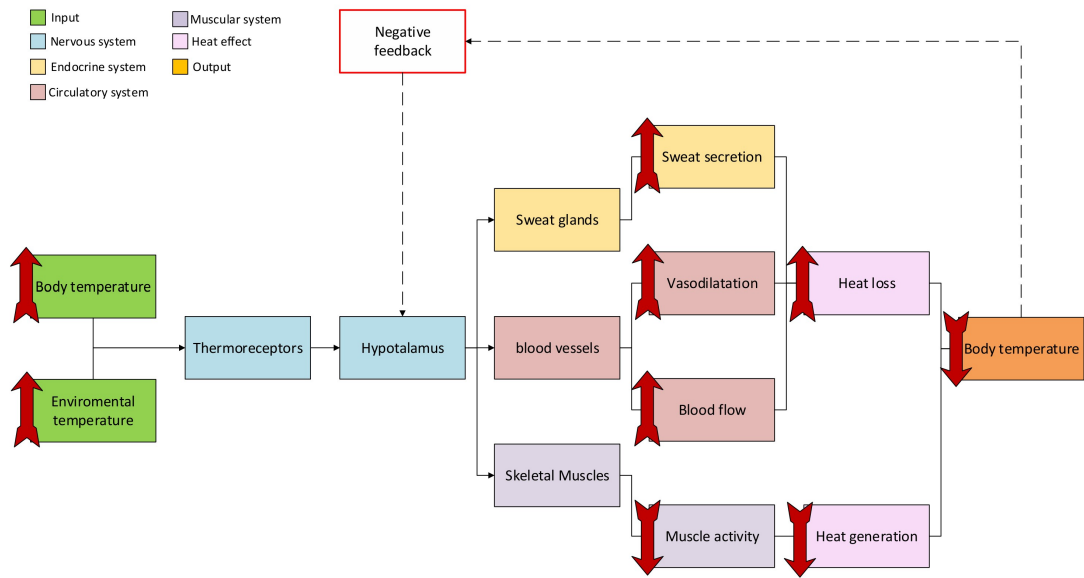 Input
Nervous system
Endocrine system
Circulatory system
Muscular system
Heat effect
Output
Negative
feedback
Sweat secretion
Sweat glands
Body temperature
Vasodilatation
Heat loss
Thermoreceptors
Hypotalamus
blood vessels
Body temperature
Enviromental
temperature
Blood flow
Skeletal Muscles
Muscle activity
Heat generation